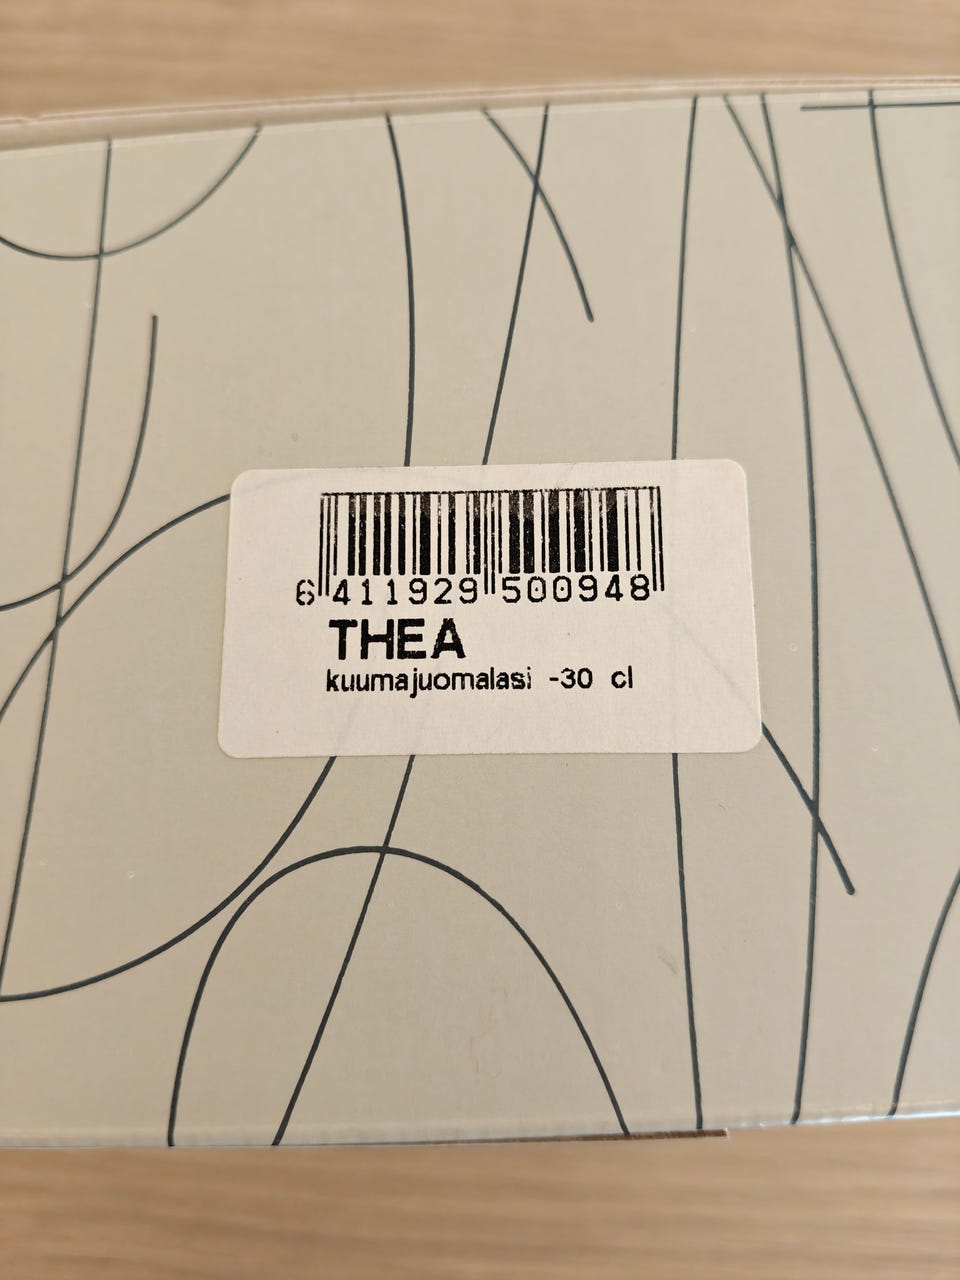 6 411929 500948
THEA
kuumajuomalasi -30 cl